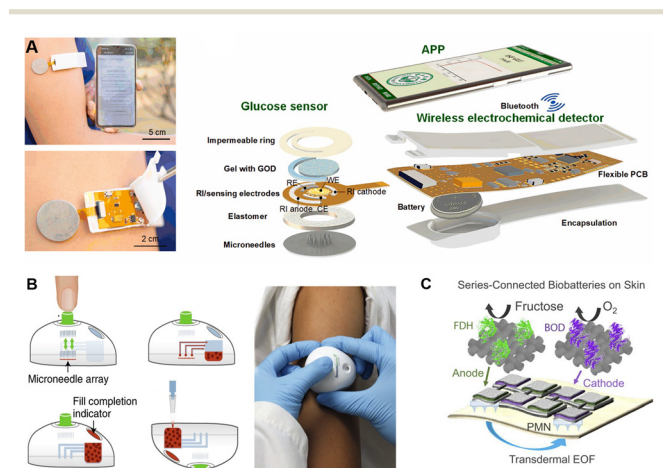 A
5 cm
2 cm
APP
Bluetooth
Glucose sensor
Wireless electrochemical detector
Impermeable ring
Gel with GOD
RE
WE
RI/sensing electrodes
RI cathode
RI anode
CE
Elastomer
Microneedles
Flexible PCB
Battery
Encapsulation
B
Microneedle array
Fill completion
indicator
C
Series-Connected Biobatteries on Skin
Fructose
O2
FDH
BOD
Anode
Cathode
PMN
Transdermal EOF